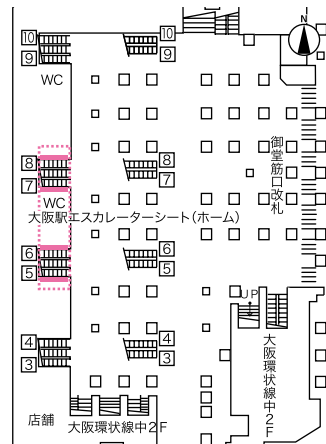 10
10
N
9
9
WC
御堂筋口改札
8
8
7
7
WC
大阪駅エスカレーターシート(ホーム)
6
6
5
5
UP
4
4
3
3
大阪環状線中2F
店舗
大阪環状線中2F